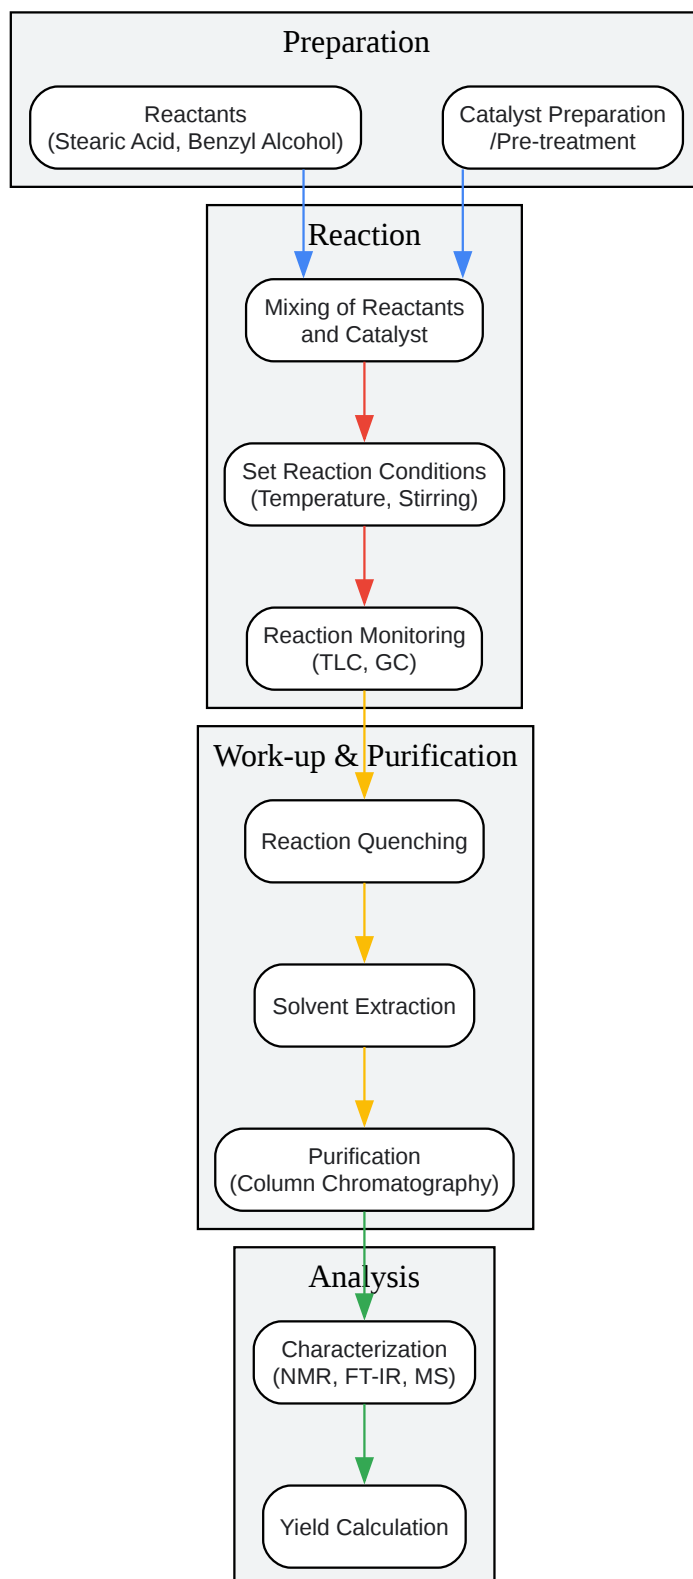 Preparation
Reactants
(Stearic Acid, Benzyl Alcohol)
Catalyst Preparation
/Pre-treatment
Reaction
Mixing of Reactants
and Catalyst
Set Reaction Conditions
(Temperature, Stirring)
Reaction Monitoring
(TLC, GC)
Work-up & Purification
Reaction Quenching
Solvent Extraction
Purification
(Column Chromatography)
Analysis
Characterization
(NMR, FT-IR, MS)
Yield Calculation